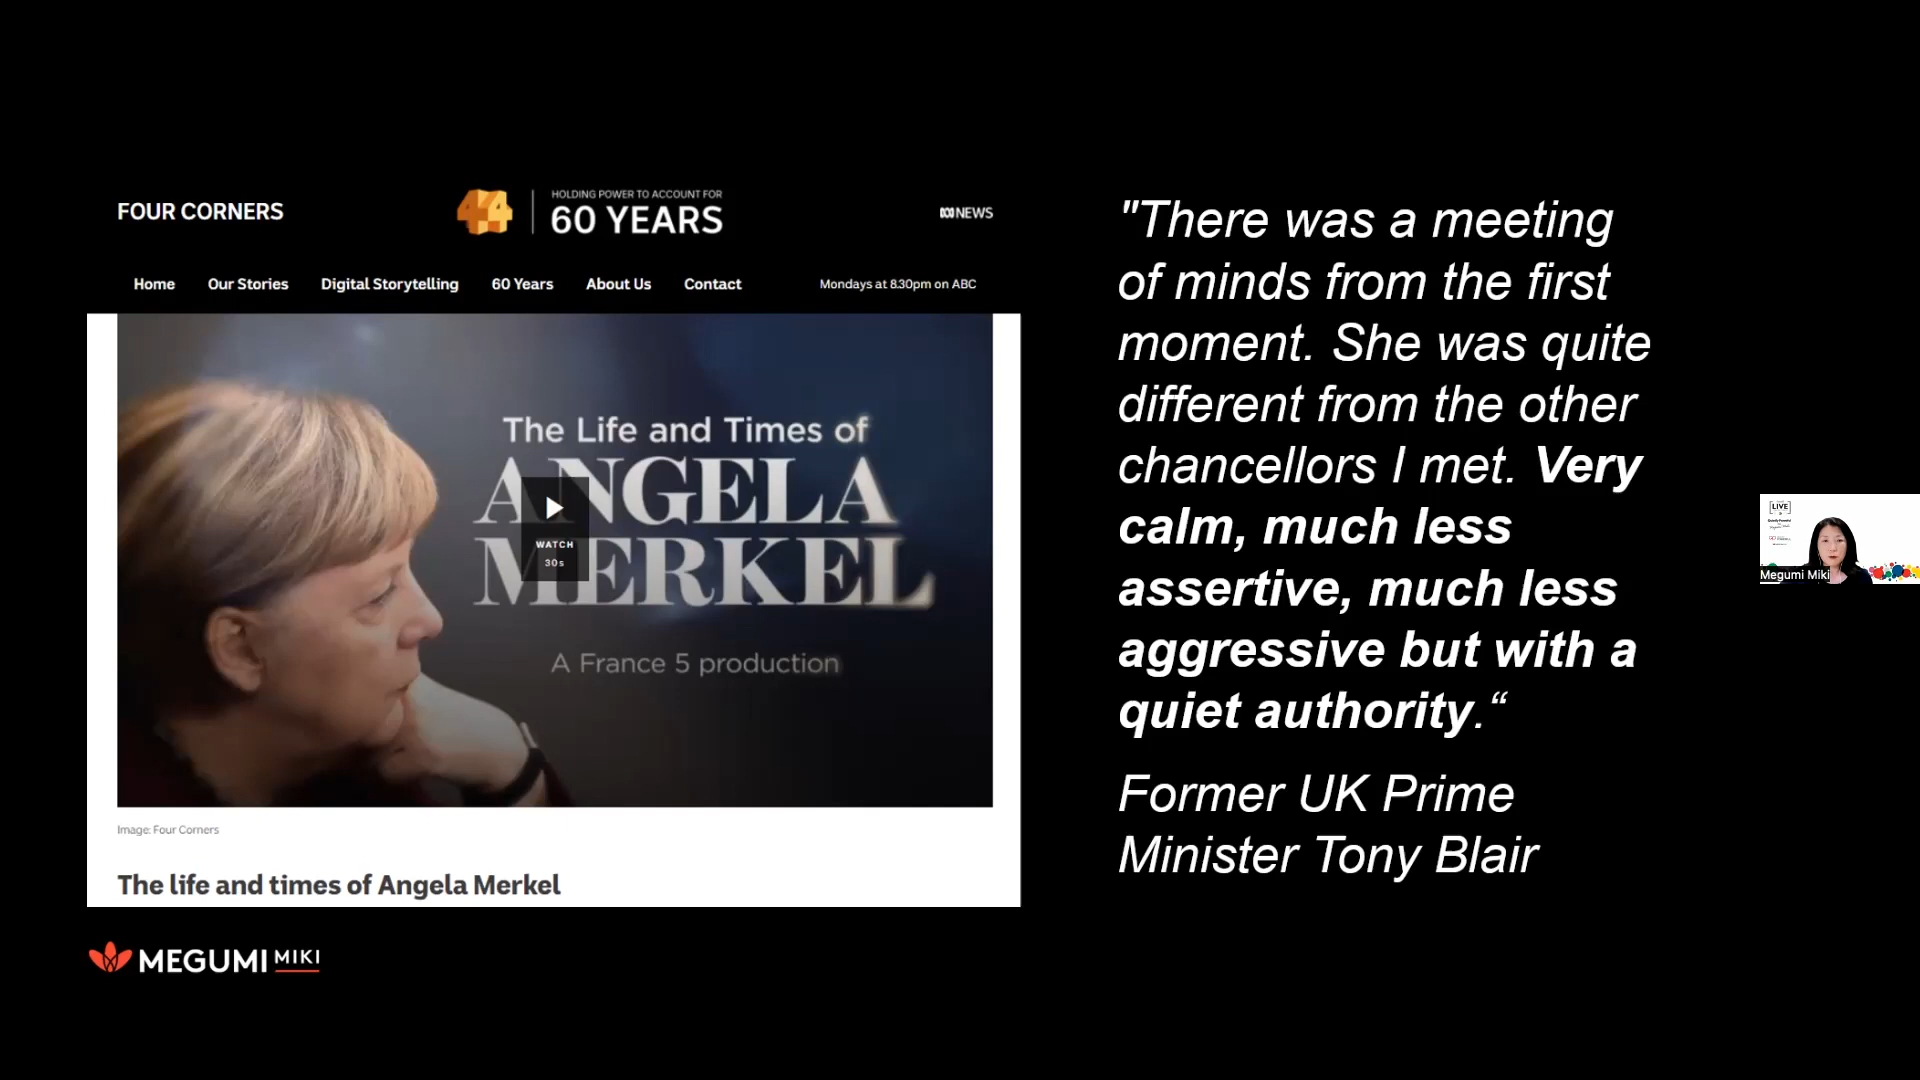 FOUR CORNERS
HOLDING POWER TO ACCOUNT FOR
60 YEARS
NEWS
Home Our Stories Digital Storytelling 60 Years About Us Contact Mondays at 8.30pm on ABC
The Life and Times of
ANGELA
MERKEL
WATCH
30s
A France 5 production
Image: Four Corners
The life and times of Angela Merkel
MEGUMI MIKI
"There was a meeting
of minds from the first
moment. She was quite
different from the other
chancellors I met. Very
calm, much less
assertive, much less
aggressive but with a
quiet authority.“
Former UK Prime
Minister Tony Blair
LIVE
Megumi Miki